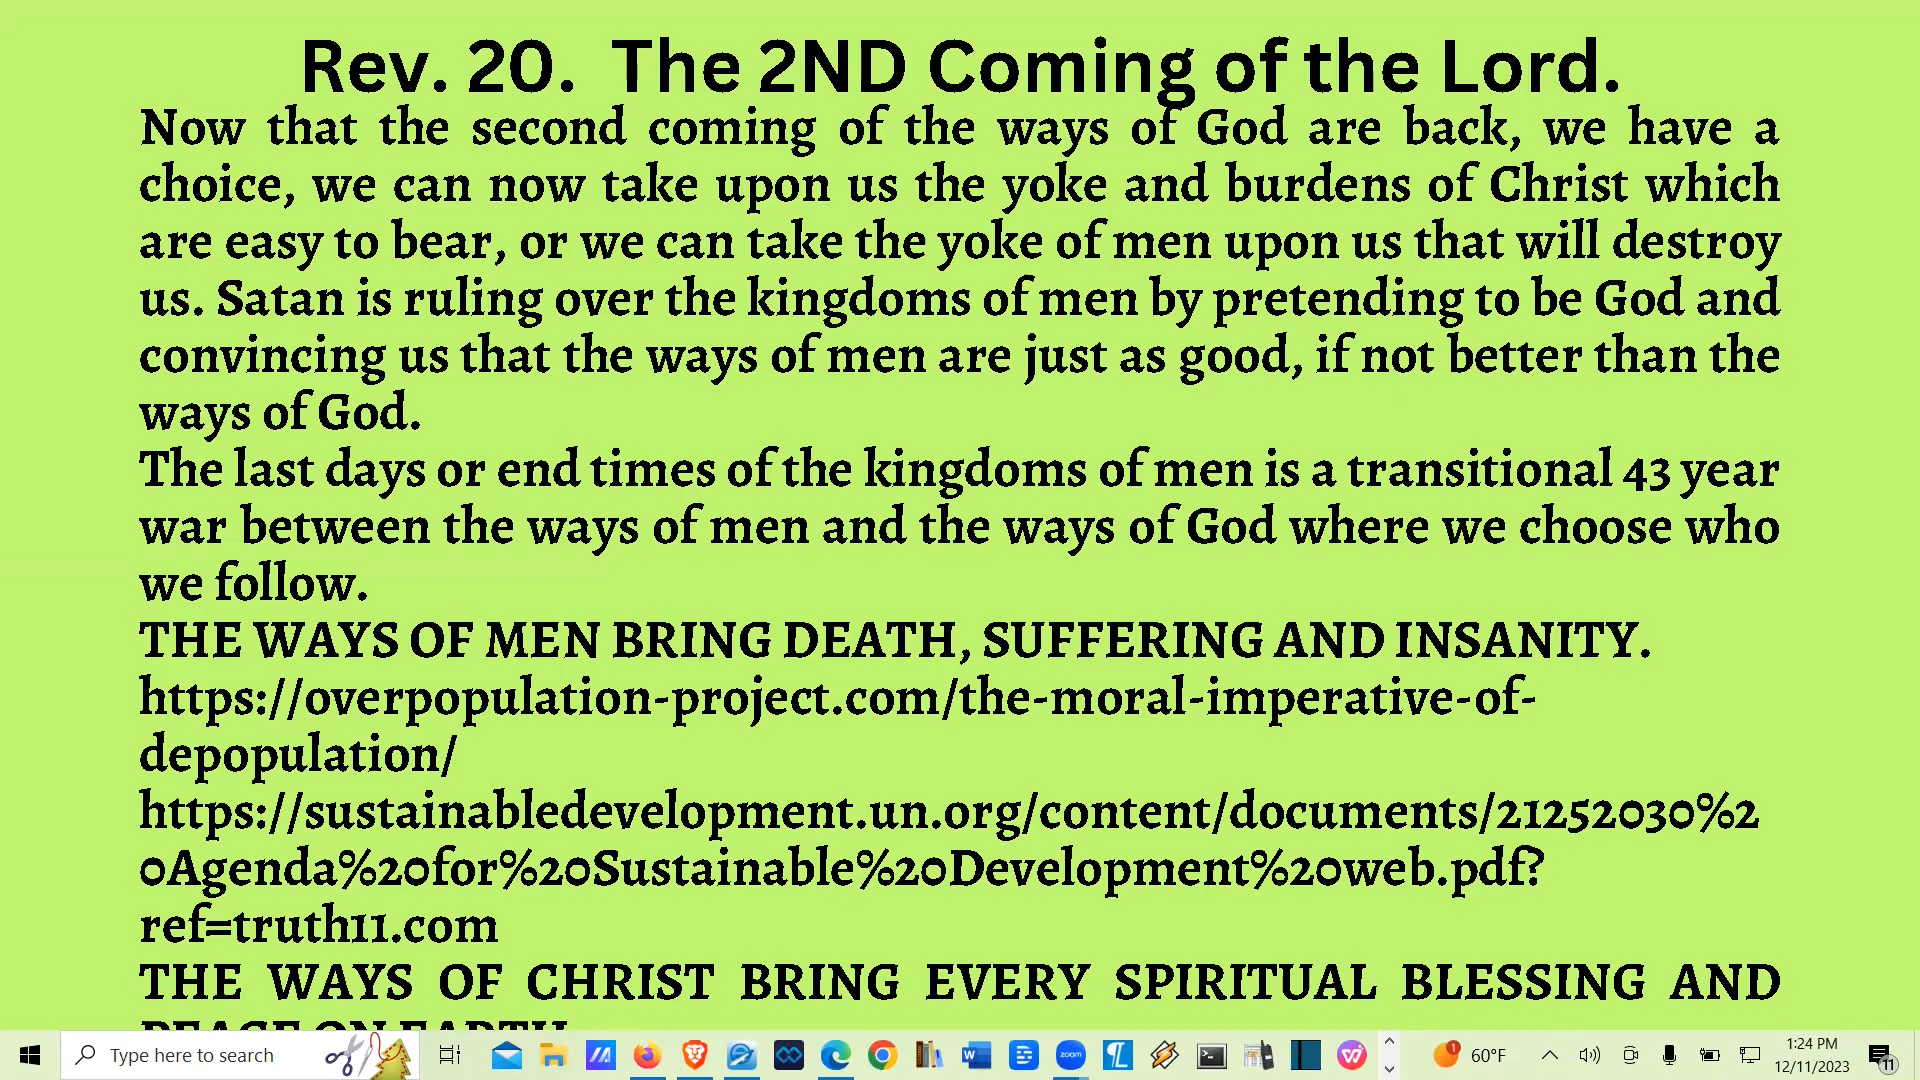 Rev. 20. The 2ND Coming of the Lord.
Now that the second coming of the ways of God are back, we have a
choice, we can now take upon us the yoke and burdens of Christ which
are easy to bear, or we can take the yoke of men upon us that will destroy
us. Satan is ruling over the kingdoms of men by pretending to be God and
convincing us that the ways of men are just as good, if not better than the
ways of God.
The last days or end times of the kingdoms of men is a transitional 43 year
war between the ways of men and the ways of God where we choose who
we follow.
THE WAYS OF MEN BRING DEATH, SUFFERING AND INSANITY.
https://overpopulation-project.com/the-moral-imperative-of-
depopulation/
https://sustainabledevelopment.un.org/content/documents/21252030%2
0Agenda%20for%20Sustainable%20Development%20web.pdf?
ref=truth11.com
THE WAYS OF CHRIST BRING EVERY SPIRITUAL BLESSING AND
PEACE ON EARTH
Type here to search
zoom
1
60°F
1:24 PM
12/11/2023
11